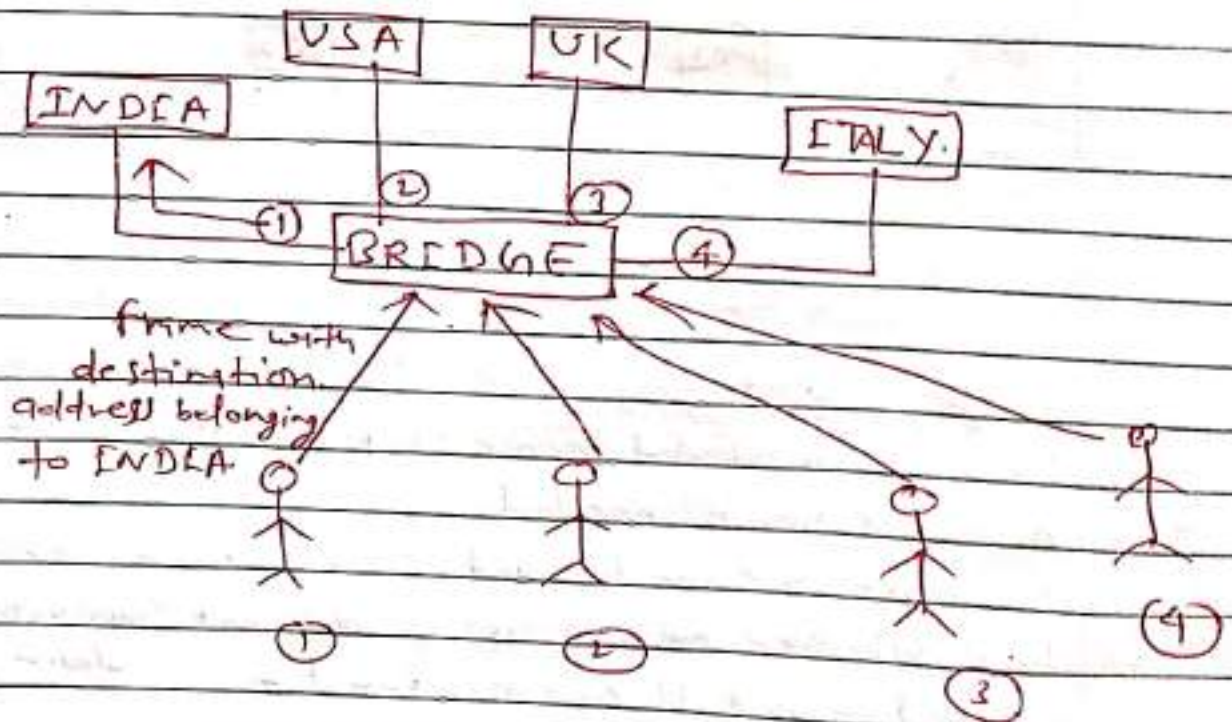 USA
UK
INDIA
ITALY.
1
2
3
BRIDGE
4
frame with
destination
address belonging
to INDIA.
1
2
3
4